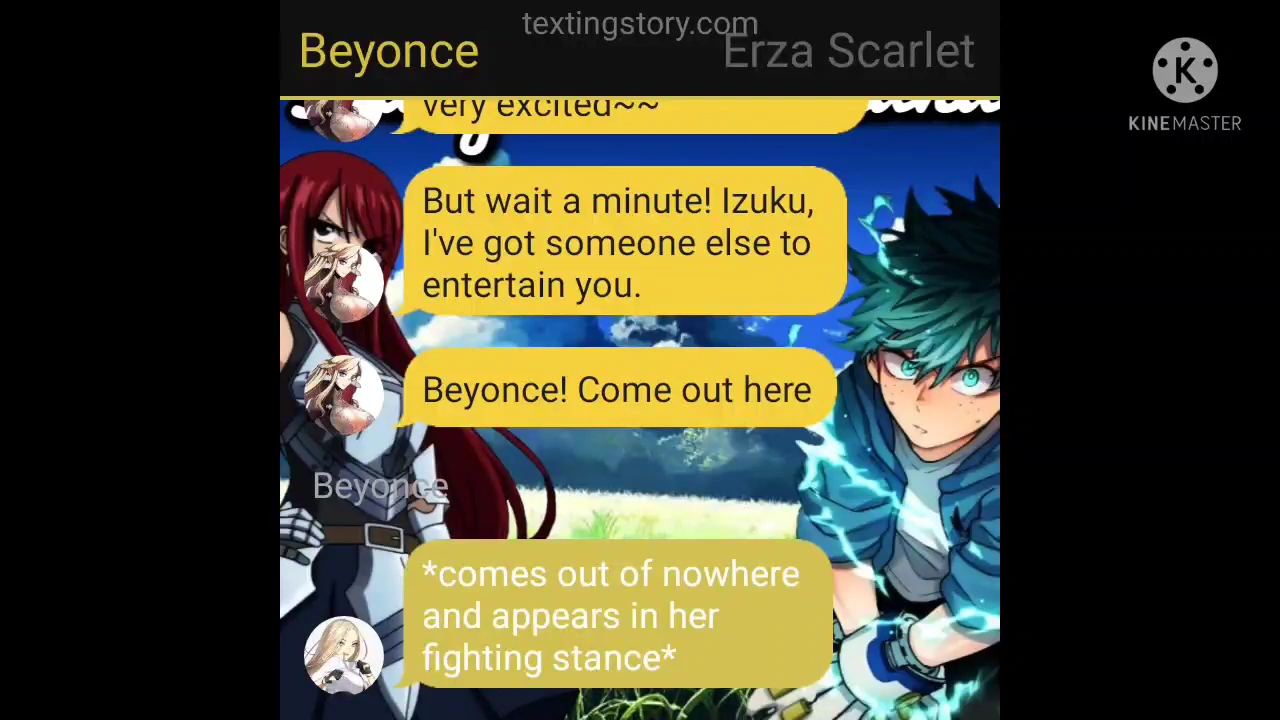 textingstory.com
Beyonce
Erza Scarlet
KINEMASTER
very excited~~
But wait a minute! Izuku,
I've got someone else to
entertain you.
Beyonce! Come out here
Beyonce
*comes out of nowhere
and appears in her
fighting stance*